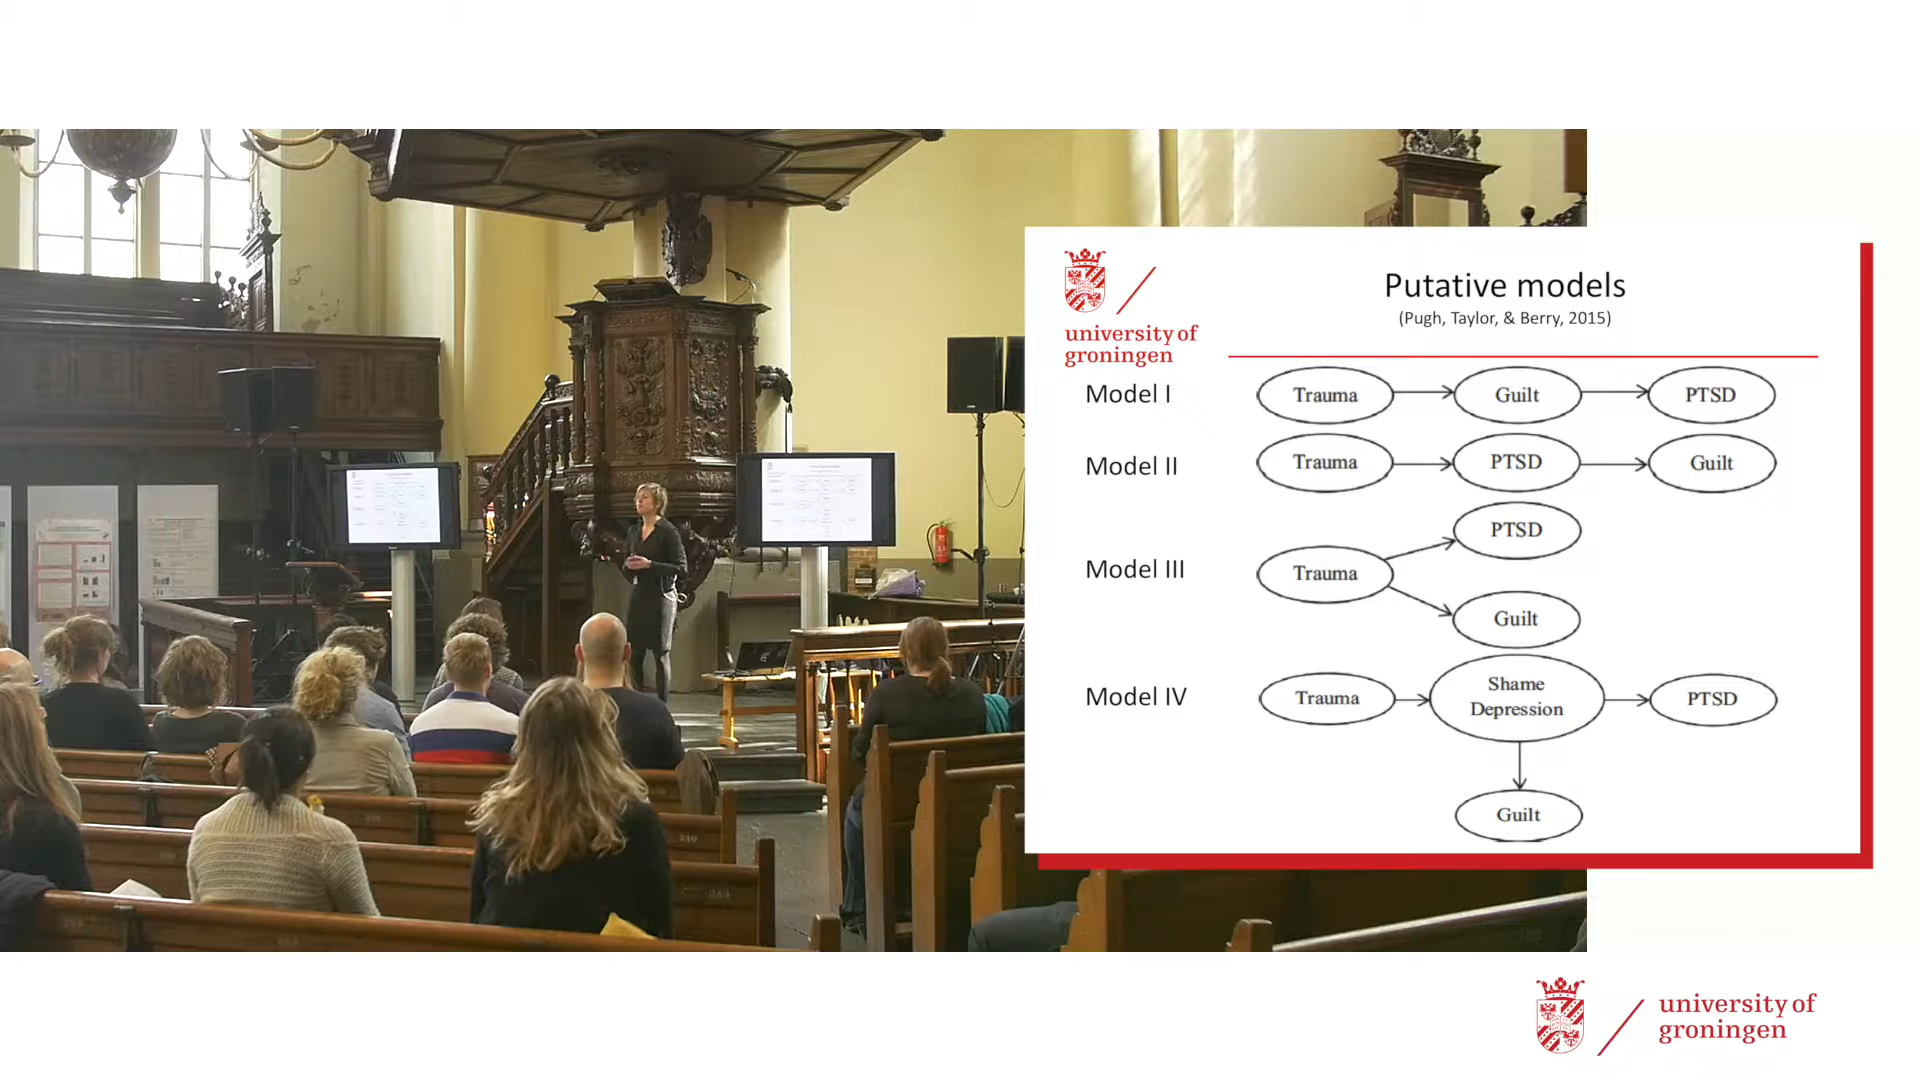 university of
groningen
Putative models
(Pugh, Taylor, & Berry, 2015)
Model I
Trauma
Guilt
PTSD
Model II
Trauma
PTSD
Guilt
Model III
Trauma
PTSD
Guilt
Model IV
Trauma
Shame
Depression
PTSD
Guilt
university of
groningen